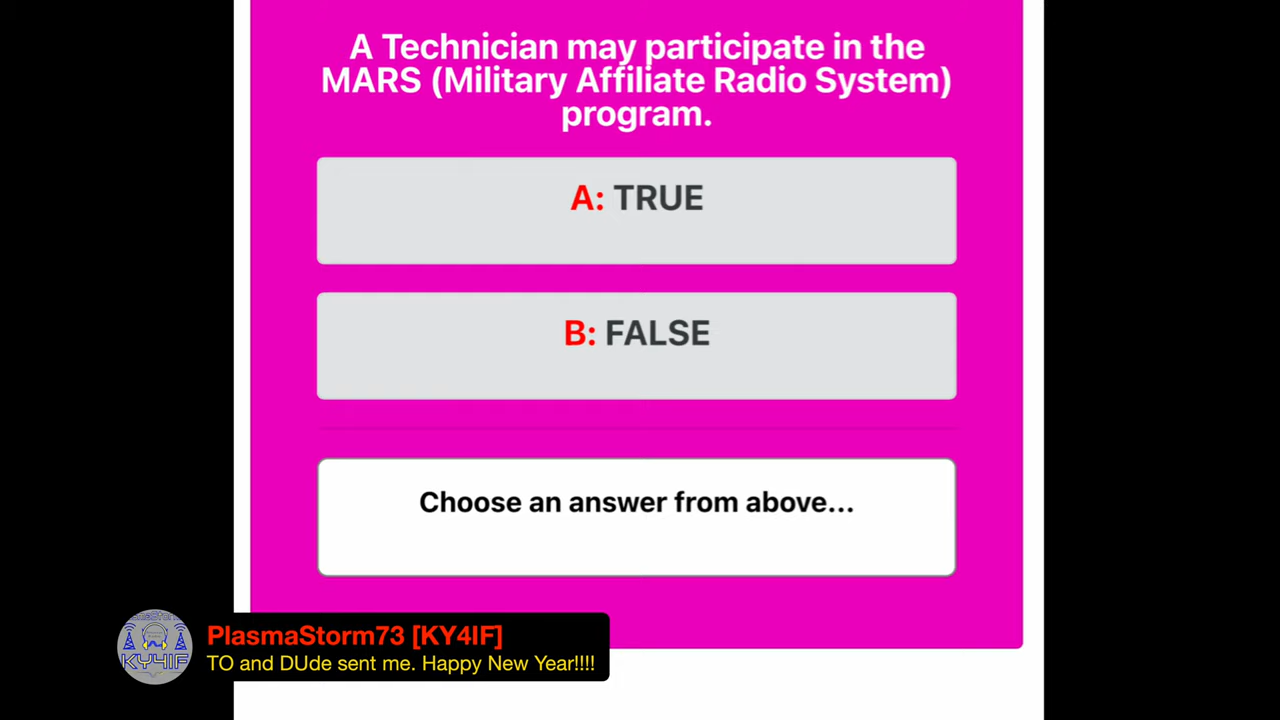 A Technician may participate in the
MARS (Military Affiliate Radio System)
program.
A: TRUE
B: FALSE
Choose an answer from above...
PlasmaStorm73 [KY4IF]
KY4IF
TO and DUde sent me. Happy New Year!!!!